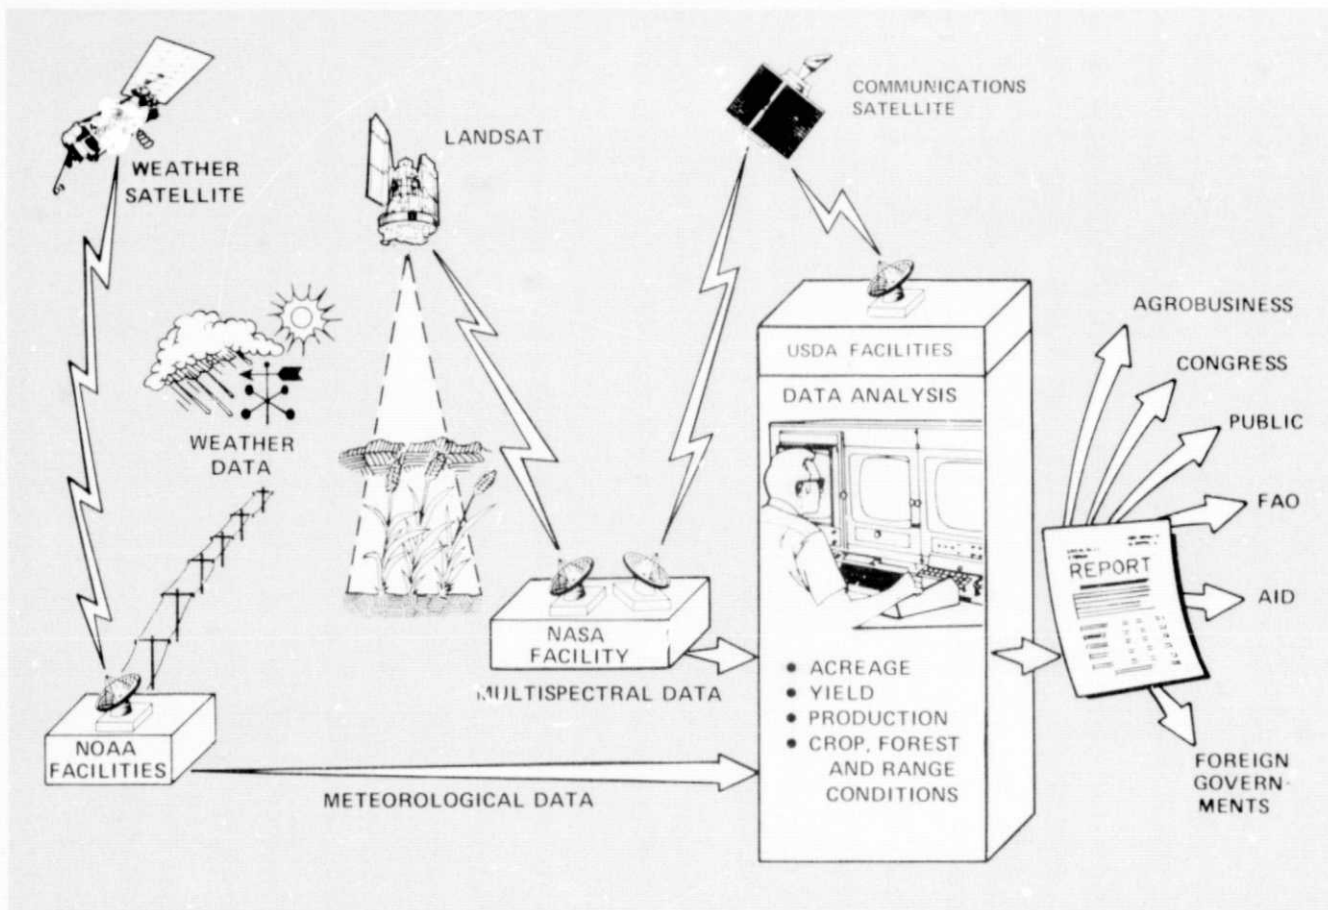 WEATHER
SATELLITE
LANDSAT
COMMUNICATIONS
SATELLITE
WEATHER
DATA
NOAA
FACILITIES
NASA
FACILITY
MULTISPECTRAL DATA
METEOROLOGICAL DATA
USDA FACILITIES
DATA ANALYSIS
• ACREAGE
• YIELD
• PRODUCTION
• CROP, FOREST
AND RANGE
CONDITIONS
REPORT
AGROBUSINESS
CONGRESS
PUBLIC
FAO
AID
FOREIGN
GOVERN-
MENTS